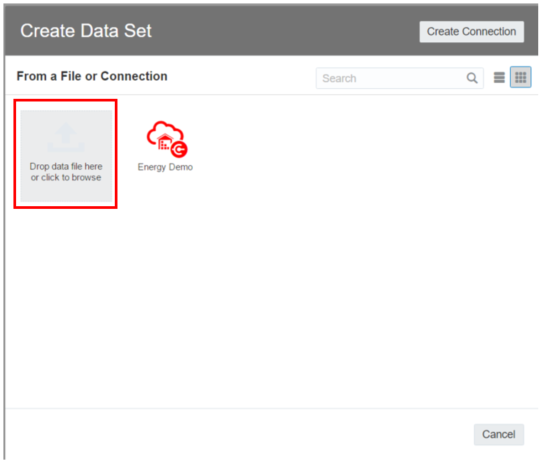 Create Data Set
Create Connection
From a File or Connection
Search
Drop data file here
or click to browse
Energy Demo
Cancel